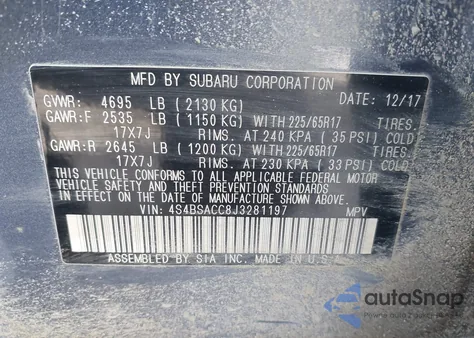 MFD BY SUBARU CORPORATION
GVWR: 4695 LB (2130 KG) DATE: 12/17
GAWR:F 2535 LB (1150 KG) WITH 225/65R17 TIRES,
17X7J RIMS, AT 240 KPA (35 PSI) COLD
GAWR:R 2645 LB (1200 KG) WITH 225/65R17 TIRES,
17X7J RIMS, AT 230 KPA (33 PSI) COLD
THIS VEHICLE CONFORMS TO ALL APPLICABLE FEDERAL MOTOR
VEHICLE SAFETY AND THEFT PREVENTION STANDARDS IN
EFFECT ON THE DATE OF MANUFACTURE SHOWN ABOVE.
VIN: 4S4BSACC8J3281197 MPV
ASSEMBLED BY SIA INC. MADE IN U.S.A.
autoSnap